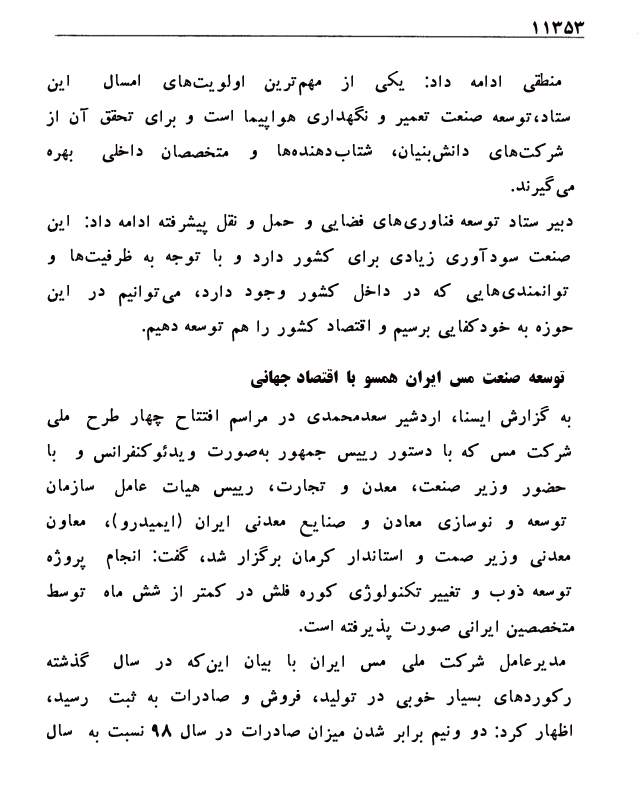 ۱۱۳۵۳
منطقی ادامه داد: یکی از مهم‌ترین اولویت‌های امسال این
ستاد،توسعه صنعت تعمیر و نگهداری هواپیما است و برای تحقق آن از
شرکت‌های دانش‌بنیان، شتاب‌دهنده‌ها و متخصصان داخلی بهره
می‌گیرند.
دبیر ستاد توسعه فناوری‌های فضایی و حمل و نقل پیشرفته ادامه داد: این
صنعت سودآوری زیادی برای کشور دارد و با توجه به ظرفیت‌ها و
توانمندی‌هایی که در داخل کشور وجود دارد، می‌توانیم در این
حوزه به خودکفایی برسیم و اقتصاد کشور را هم توسعه دهیم.
توسعه صنعت مس ایران همسو با اقتصاد جهانی
به گزارش ایسنا، اردشیر سعدمحمدی در مراسم افتتاح چهار طرح ملی
شرکت مس که با دستور رییس جمهور به‌صورت ویدئوکنفرانس و با
حضور وزیر صنعت، معدن و تجارت، رییس هیات عامل سازمان
توسعه و نوسازی معادن و صنایع معدنی ایران (ایمیدرو)، معاون
معدنی وزیر صمت و استاندار کرمان برگزار شد، گفت: انجام پروژه
توسعه ذوب و تغییر تکنولوژی کوره فلش در کمتر از شش ماه توسط
متخصصین ایرانی صورت پذیرفته است.
مدیرعامل شرکت ملی مس ایران با بیان این‌که در سال گذشته
رکوردهای بسیار خوبی در تولید، فروش و صادرات به ثبت رسید،
اظهار کرد: دو ونیم برابر شدن میزان صادرات در سال ۹۸ نسبت به سال